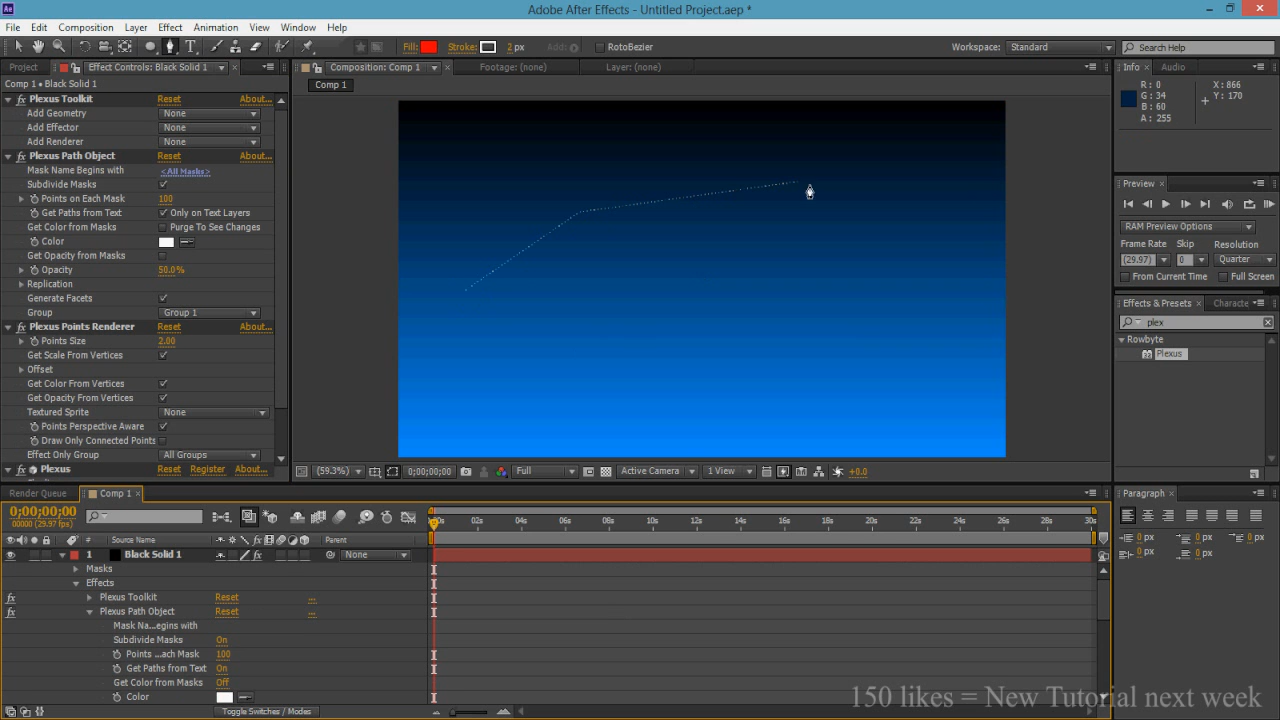 Adobe After Effects - Untitled Project.aep *
File Edit Composition Layer Effect Animation View Window Help
Fill: Stroke: 2 px Add: RotoBezier Workspace: Standard Search Help
Project Effect Controls: Black Solid 1 Composition: Comp 1 Footage: (none) Layer: (none) Info Audio
Comp 1 • Black Solid 1
Comp 1
R: 0 X: 866
G: 34 Y: 170
B: 60
A: 255
Plexus Toolkit Reset About...
Add Geometry None
Add Effector None
Add Renderer None
Plexus Path Object Reset About...
Mask Name Begins with <All Masks>
Subdivide Masks
Points on Each Mask 100
Get Paths from Text Only on Text Layers
Get Color from Masks Purge To See Changes
Color
Get Opacity from Masks
Opacity 50.0%
Replication
Generate Facets
Group Group 1
Plexus Points Renderer Reset About...
Points Size 2.00
Get Scale From Vertices
Offset
Get Color From Vertices
Get Opacity From Vertices
Textured Sprite None
Points Perspective Aware
Draw Only Connected Points
Effect Only Group All Groups
Plexus Reset Register About...
Preview
RAM Preview Options
Frame Rate Skip Resolution
(29.97) 0 Quarter
From Current Time Full Screen
Effects & Presets Characte
plex
Rowbyte
Plexus
(59.3%) 0;00;00;00 Full Active Camera 1 View +0.0
Render Queue Comp 1
0;00;00;00
00000 (29.97 fps)
02s 04s 06s 08s 10s 12s 14s 16s 18s 20s 22s 24s 26s 28s 30s
# Source Name Parent
1 Black Solid 1 None
Masks
Effects
Plexus Toolkit Reset ...
Plexus Path Object Reset ...
Mask Na...egins with
Subdivide Masks On
Points ...ach Mask 100
Get Paths from Text On
Get Color from Masks Off
Color
Toggle Switches / Modes
Paragraph
0 px 0 px 0 px
0 px 0 px
150 likes = New Tutorial next week